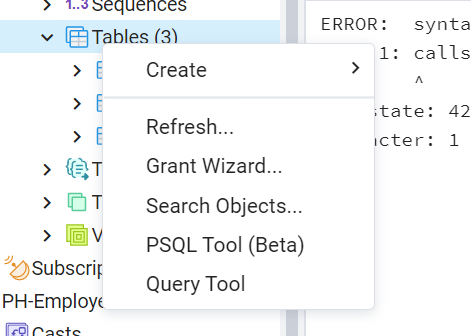 1..3 Sequences
Tables (3)
Create
Refresh...
Grant Wizard...
Search Objects...
PSQL Tool (Beta)
Query Tool
T
T
V
Subscrip
PH-Employe
Casts
ERROR: synta
1: calls
^
state: 42
cter: 1